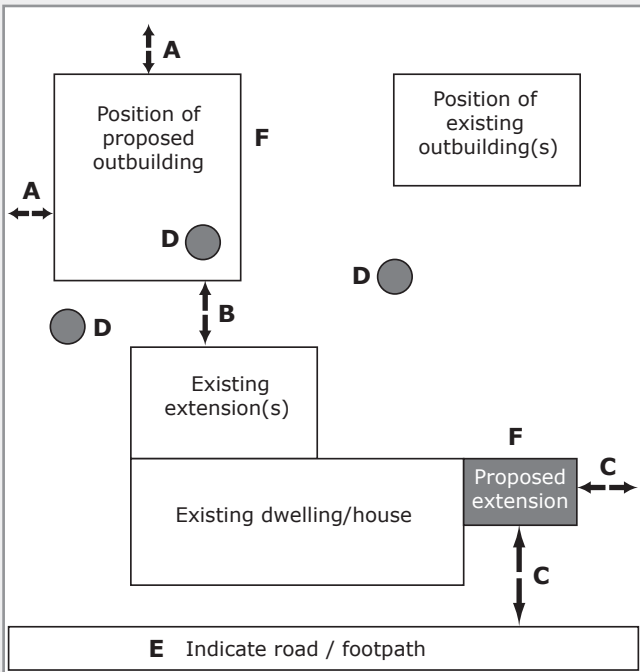 A
Position of
proposed
outbuilding
F
Position of
existing
outbuilding(s)
A
D
D
B
D
Existing
extension(s)
F
Proposed
extension
C
Existing dwelling/house
C
E Indicate road / footpath